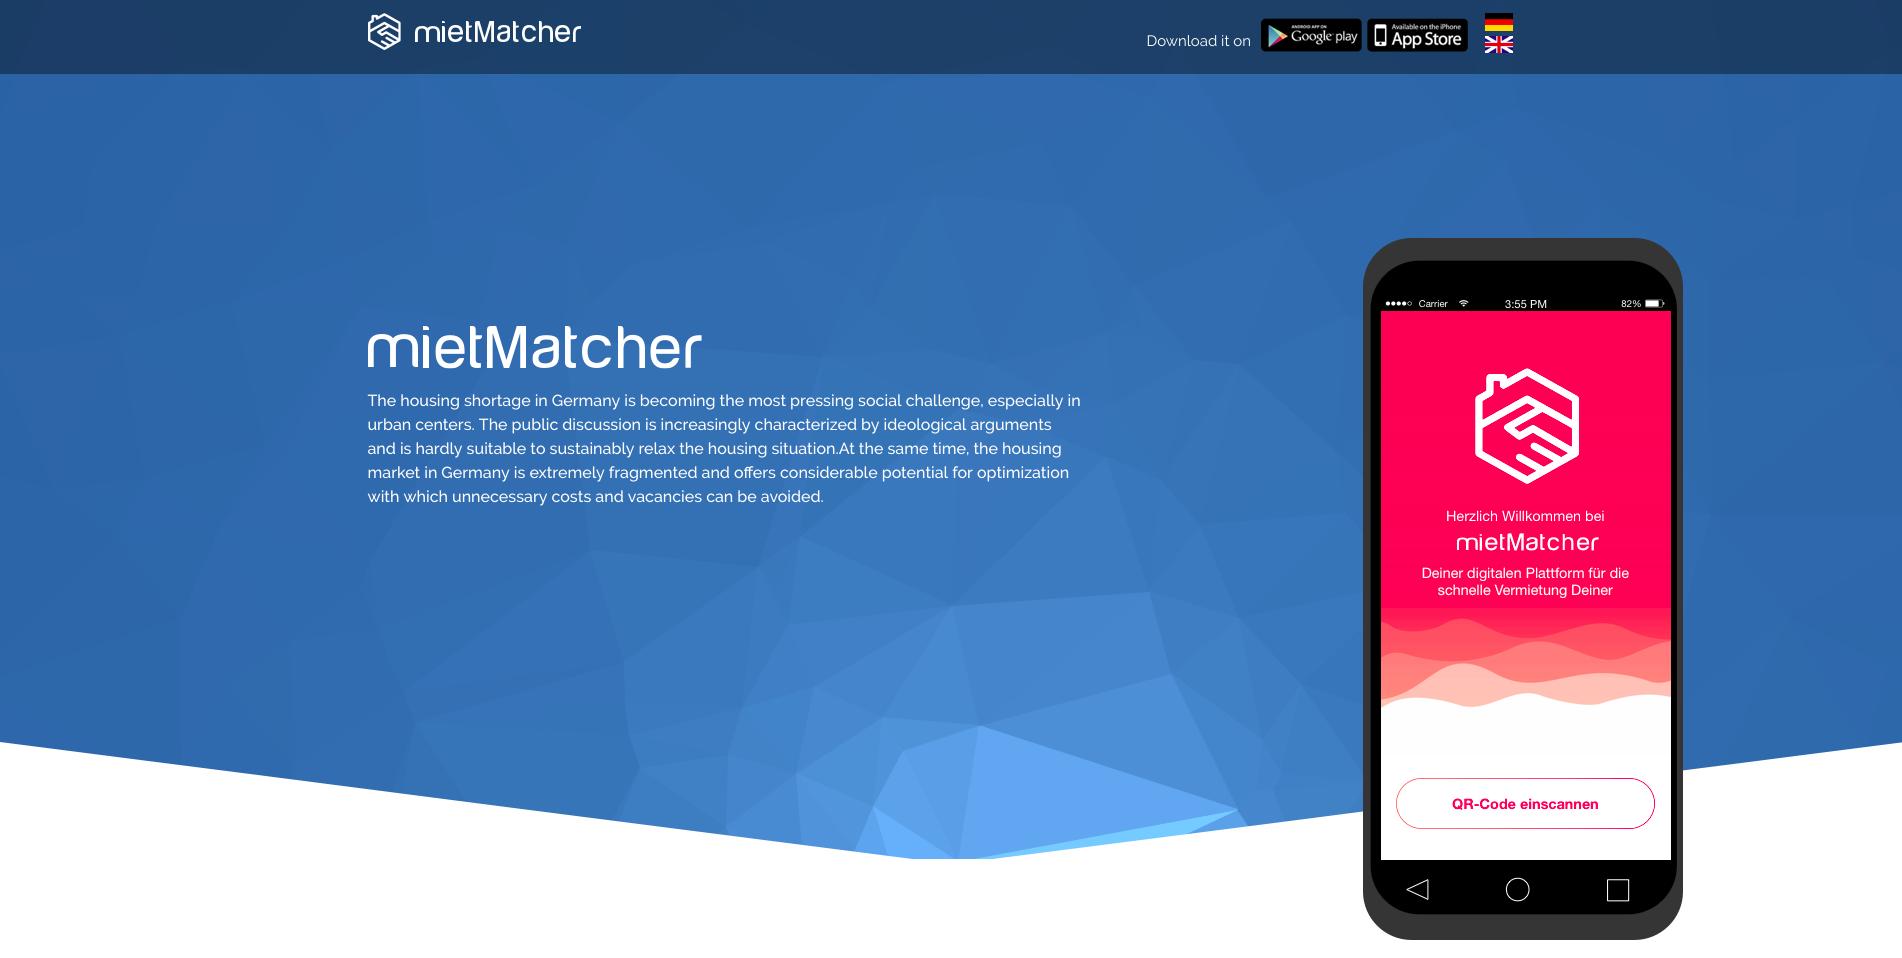 mietMatcher
Download it on
ANDROID APP ON
Google play
Available on the iPhone
App Store
mietMatcher
The housing shortage in Germany is becoming the most pressing social challenge, especially in
urban centers. The public discussion is increasingly characterized by ideological arguments
and is hardly suitable to sustainably relax the housing situation.At the same time, the housing
market in Germany is extremely fragmented and offers considerable potential for optimization
with which unnecessary costs and vacancies can be avoided.
Carrier 3:55 PM 82%
Herzlich Willkommen bei
mietMatcher
Deiner digitalen Plattform für die
schnelle Vermietung Deiner
QR-Code einscannen